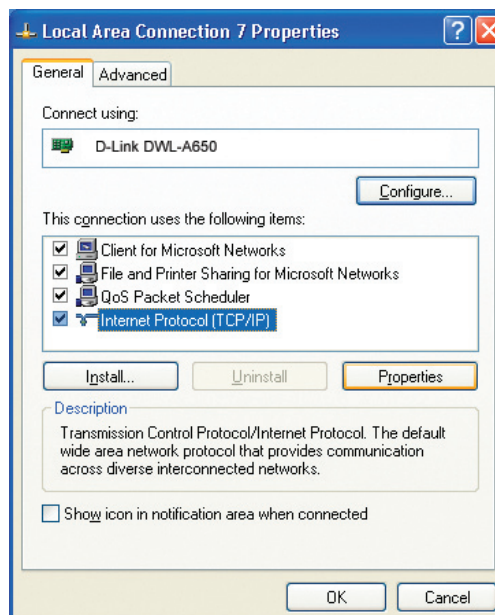 Local Area Connection 7 Properties
General Advanced
Connect using:
D-Link DWL-A650
Configure...
This connection uses the following items:
Client for Microsoft Networks
File and Printer Sharing for Microsoft Networks
QoS Packet Scheduler
Internet Protocol (TCP/IP)
Install... Uninstall Properties
Description
Transmission Control Protocol/Internet Protocol. The default
wide area network protocol that provides communication
across diverse interconnected networks.
Show icon in notification area when connected
OK Cancel